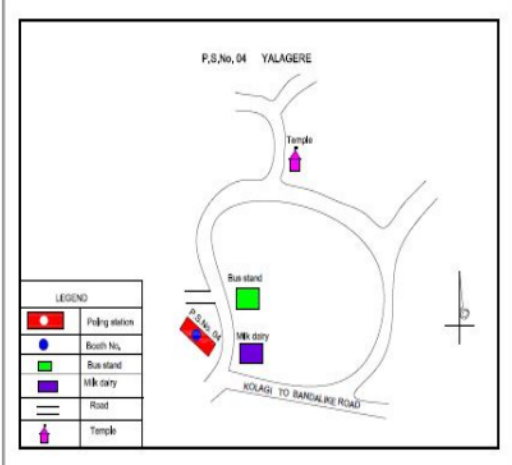 P.S.No. 04 YALAGERE
Temple
Bus stand
P.S.No. 04
Milk dairy
KOLAGI TO BANDALIKE ROAD
LEGEND
Poling station
Booth No.
Bus stand
Milk dairy
Road
Temple